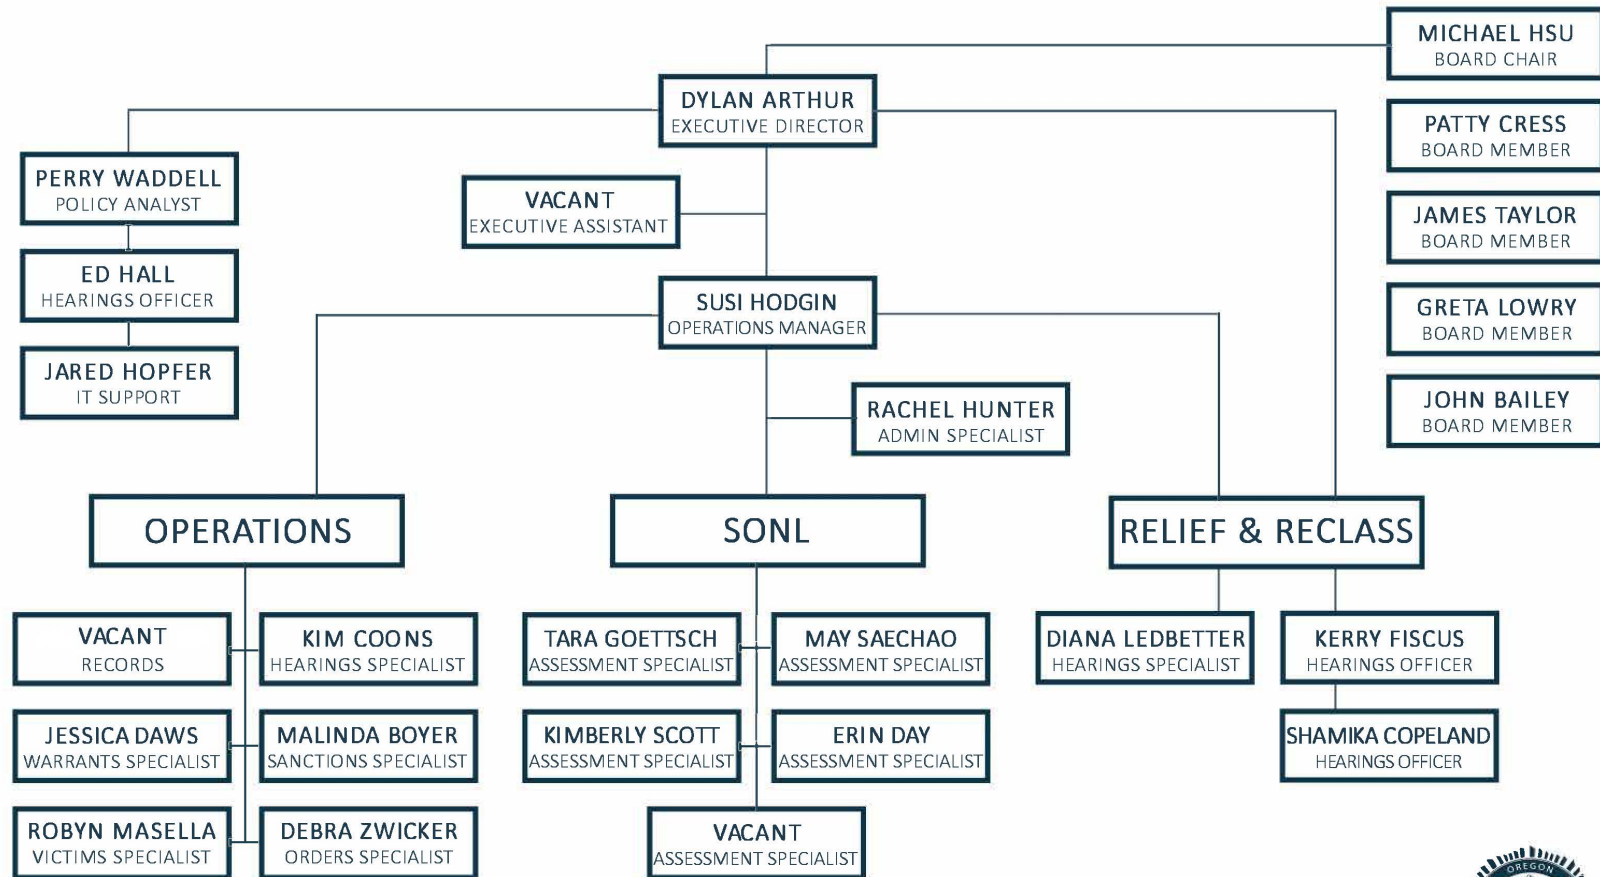 MICHAEL HSU
BOARD CHAIR
DYLAN ARTHUR
EXECUTIVE DIRECTOR
PATTY CRESS
BOARD MEMBER
PERRY WADDELL
POLICY ANALYST
VACANT
EXECUTIVE ASSISTANT
JAMES TAYLOR
BOARD MEMBER
ED HALL
HEARINGS OFFICER
SUSI HODGIN
OPERATIONS MANAGER
GRETA LOWRY
BOARD MEMBER
JARED HOPFER
IT SUPPORT
RACHEL HUNTER
ADMIN SPECIALIST
JOHN BAILEY
BOARD MEMBER
OPERATIONS
SONL
RELIEF & RECLASS
VACANT
RECORDS
KIM COONS
HEARINGS SPECIALIST
TARA GOETTSCH
ASSESSMENT SPECIALIST
MAY SAECHAO
ASSESSMENT SPECIALIST
DIANA LEDBETTER
HEARINGS SPECIALIST
KERRY FISCUS
HEARINGS OFFICER
JESSICA DAWS
WARRANTS SPECIALIST
MALINDA BOYER
SANCTIONS SPECIALIST
KIMBERLY SCOTT
ASSESSMENT SPECIALIST
ERIN DAY
ASSESSMENT SPECIALIST
SHAMIKA COPELAND
HEARINGS OFFICER
ROBYN MASELLA
VICTIMS SPECIALIST
DEBRA ZWICKER
ORDERS SPECIALIST
VACANT
ASSESSMENT SPECIALIST
OREGON